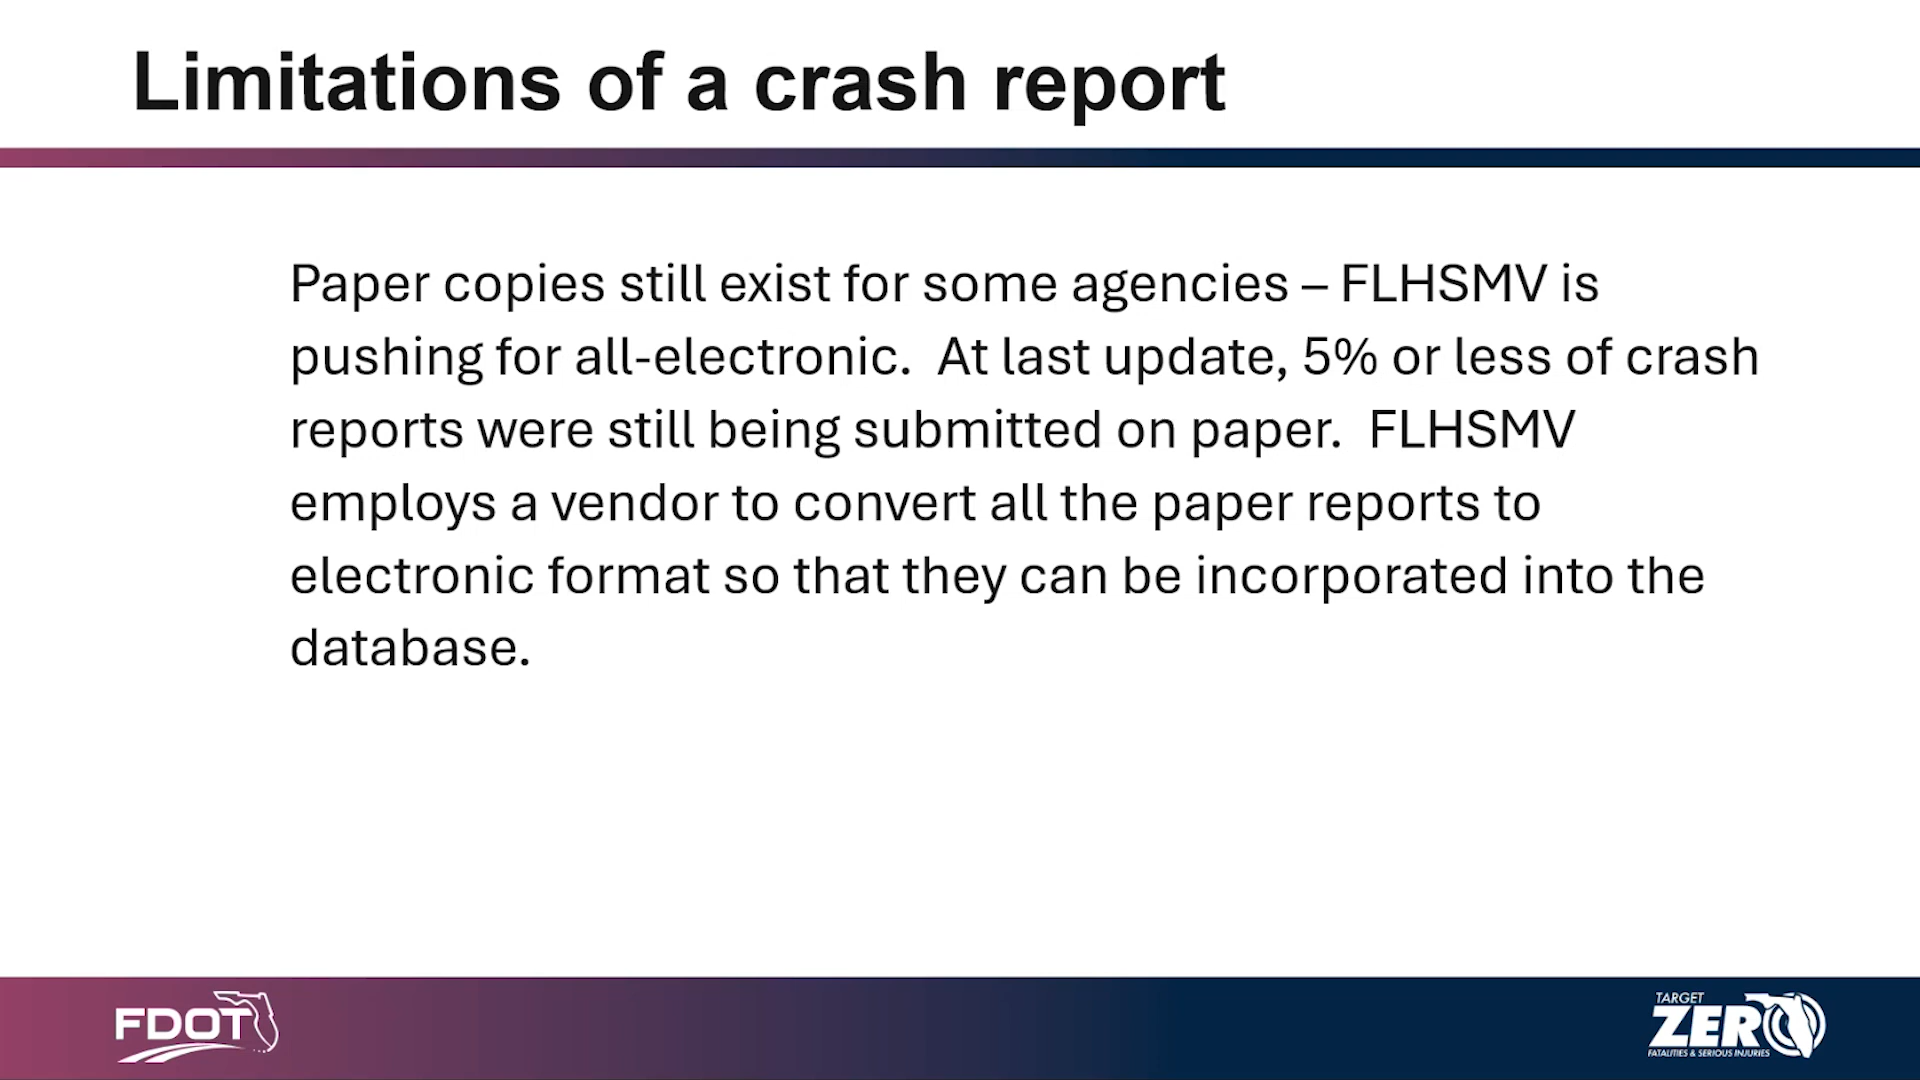 Limitations of a crash report
Paper copies still exist for some agencies – FLHSMV is
pushing for all-electronic.  At last update, 5% or less of crash
reports were still being submitted on paper.  FLHSMV
employs a vendor to convert all the paper reports to
electronic format so that they can be incorporated into the
database.
FDOT
TARGET
ZERO
FATALITIES & SERIOUS INJURIES